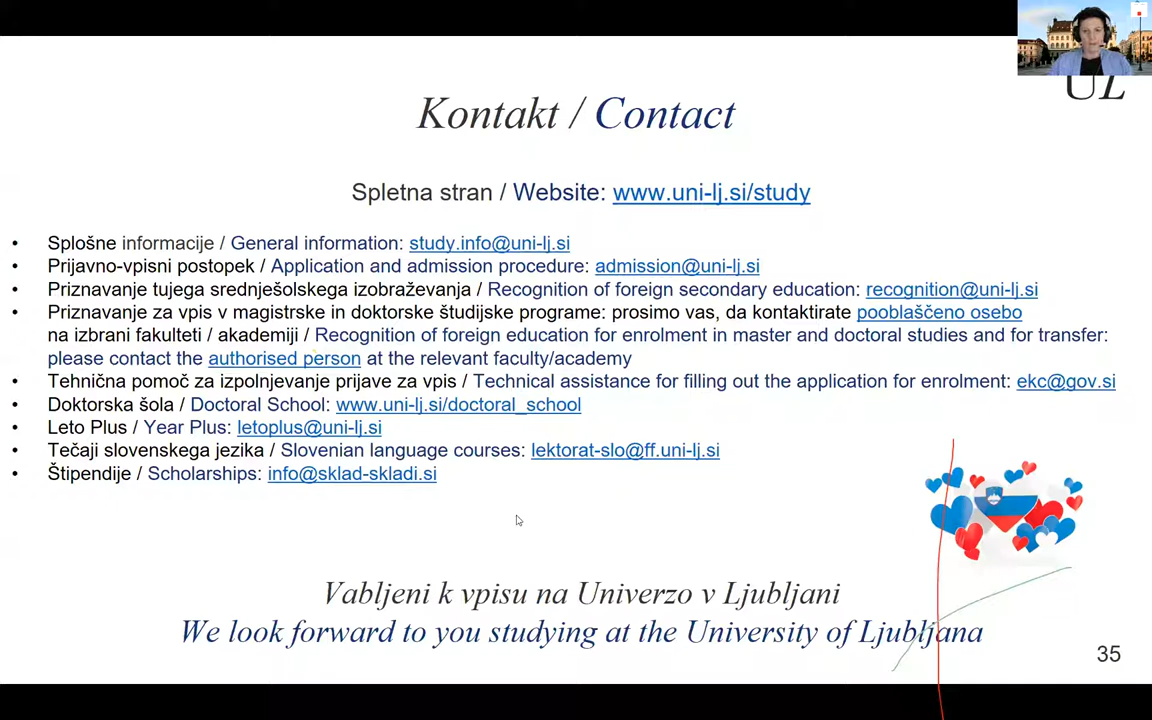 UL
Kontakt / Contact
Spletna stran / Website: www.uni-lj.si/study
• Splošne informacije / General information: study.info@uni-lj.si
• Prijavno-vpisni postopek / Application and admission procedure: admission@uni-lj.si
• Priznavanje tujega srednješolskega izobraževanja / Recognition of foreign secondary education: recognition@uni-lj.si
• Priznavanje za vpis v magistrske in doktorske študijske programe: prosimo vas, da kontaktirate pooblaščeno osebo
na izbrani fakulteti / akademiji / Recognition of foreign education for enrolment in master and doctoral studies and for transfer:
please contact the authorised person at the relevant faculty/academy
• Tehnična pomoč za izpolnjevanje prijave za vpis / Technical assistance for filling out the application for enrolment: ekc@gov.si
• Doktorska šola / Doctoral School: www.uni-lj.si/doctoral_school
• Leto Plus / Year Plus: letoplus@uni-lj.si
• Tečaji slovenskega jezika / Slovenian language courses: lektorat-slo@ff.uni-lj.si
• Štipendije / Scholarships: info@sklad-skladi.si
Vabljeni k vpisu na Univerzo v Ljubljani
We look forward to you studying at the University of Ljubljana
35